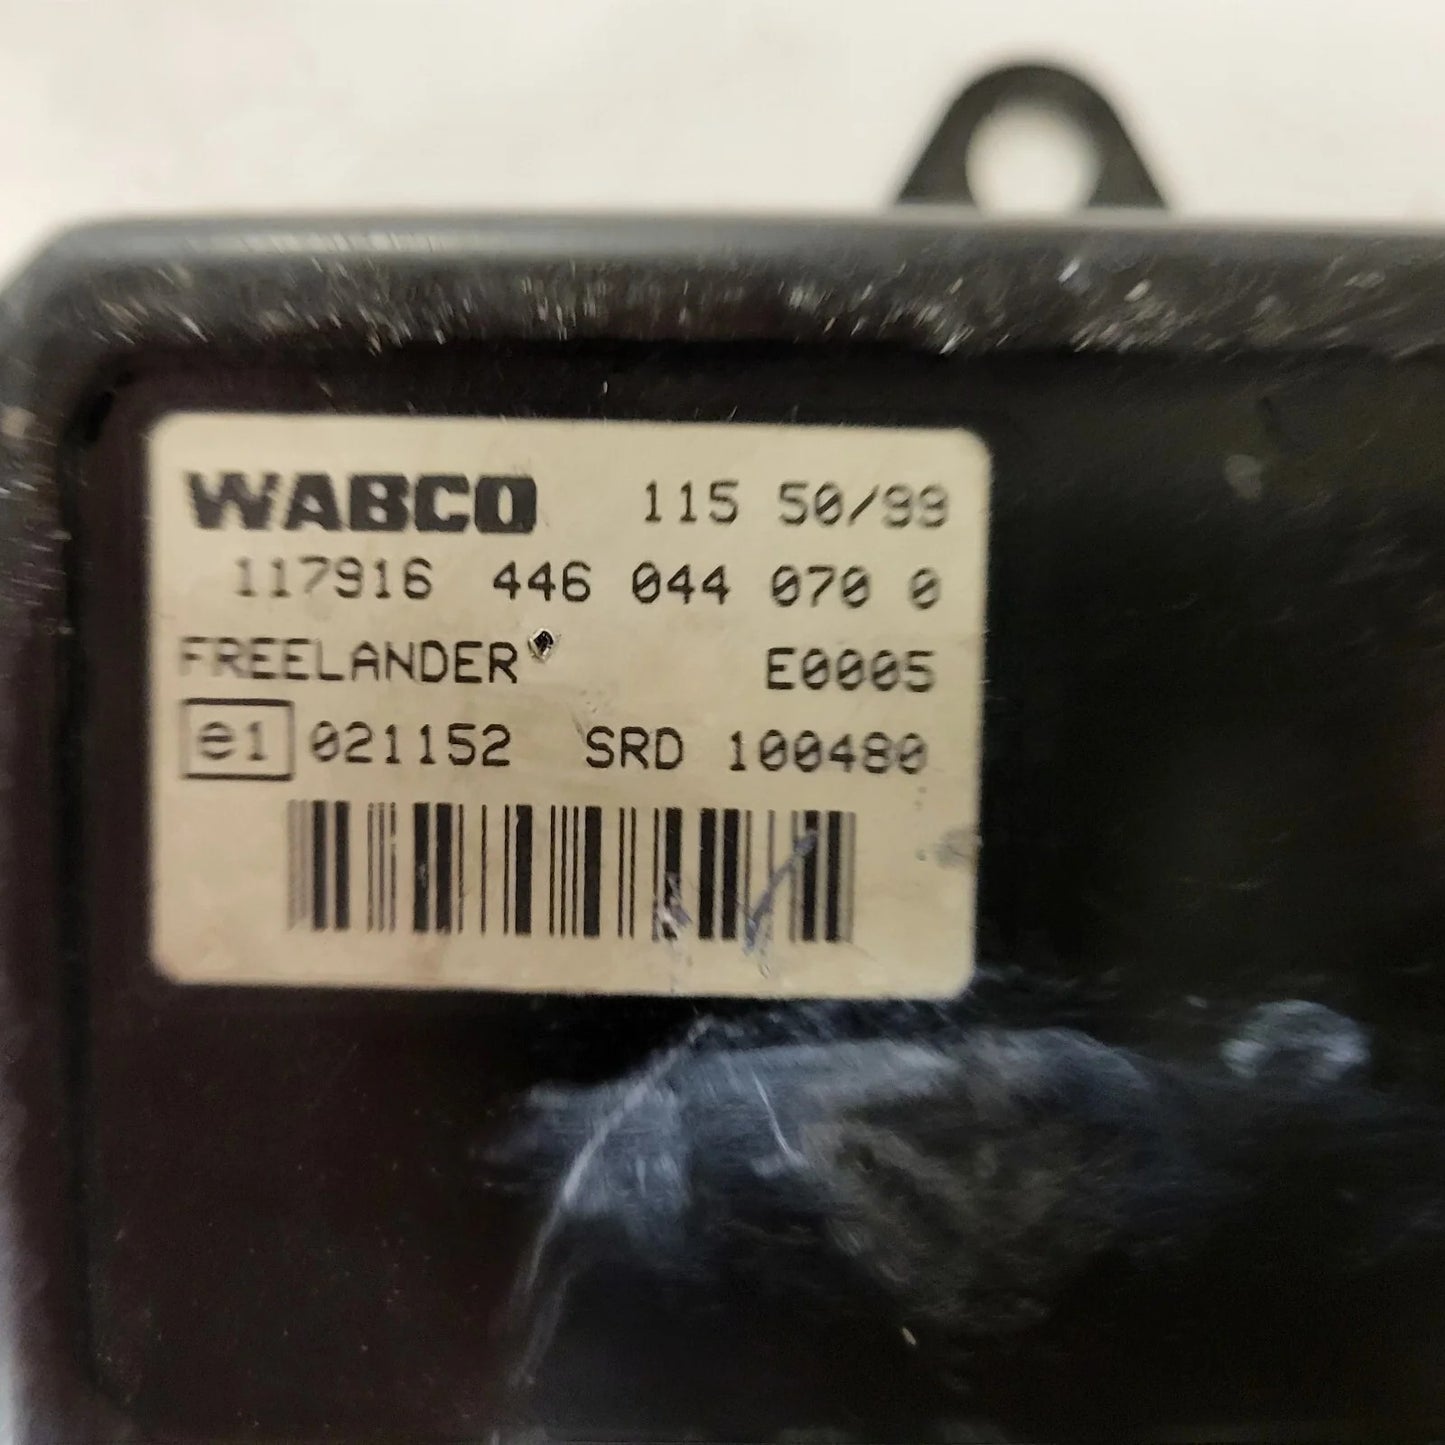 WABCO 115 50/99
117916 446 044 070 0
FREELANDER E0005
e1 021152 SRD 100480